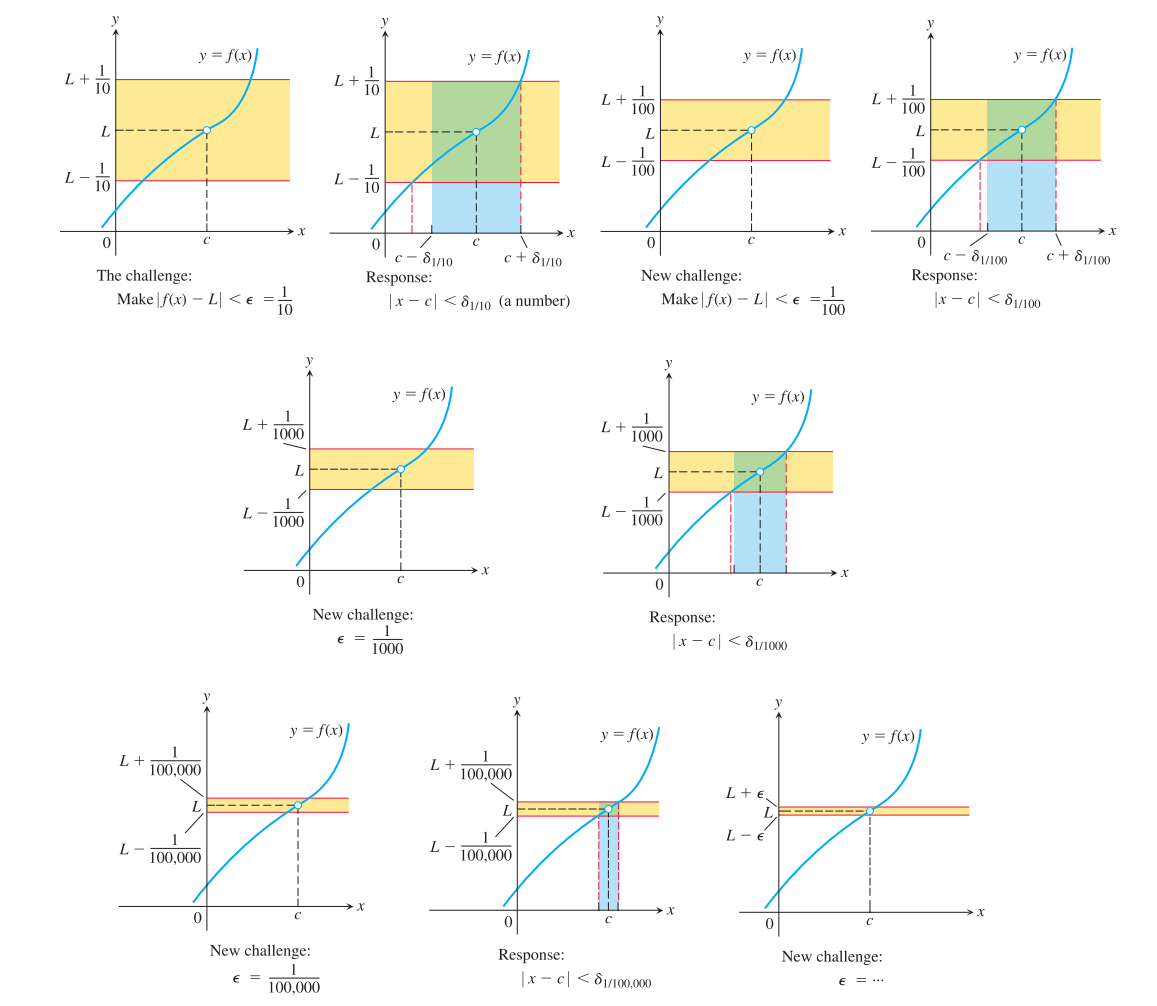 y
y = f(x)
L + 1/10
L
L − 1/10
0
c
x
The challenge:
Make |f(x) − L| < ϵ = 1/10
y
y = f(x)
L + 1/10
L
L − 1/10
0
c
x
c − δ1/10
c + δ1/10
Response:
|x − c| < δ1/10 (a number)
y
y = f(x)
L + 1/100
L
L − 1/100
0
c
x
New challenge:
Make |f(x) − L| < ϵ = 1/100
y
y = f(x)
L + 1/100
L
L − 1/100
0
c
x
c − δ1/100
c + δ1/100
Response:
|x − c| < δ1/100
y
y = f(x)
L + 1/1000
L
L − 1/1000
0
c
x
New challenge:
ϵ = 1/1000
y
y = f(x)
L + 1/1000
L
L − 1/1000
0
c
x
Response:
|x − c| < δ1/1000
y
y = f(x)
L + 1/100,000
L
L − 1/100,000
0
c
x
New challenge:
ϵ = 1/100,000
y
y = f(x)
L + 1/100,000
L
L − 1/100,000
0
c
x
Response:
|x − c| < δ1/100,000
y
y = f(x)
L + ϵ
L
L − ϵ
0
c
x
New challenge:
ϵ = ···